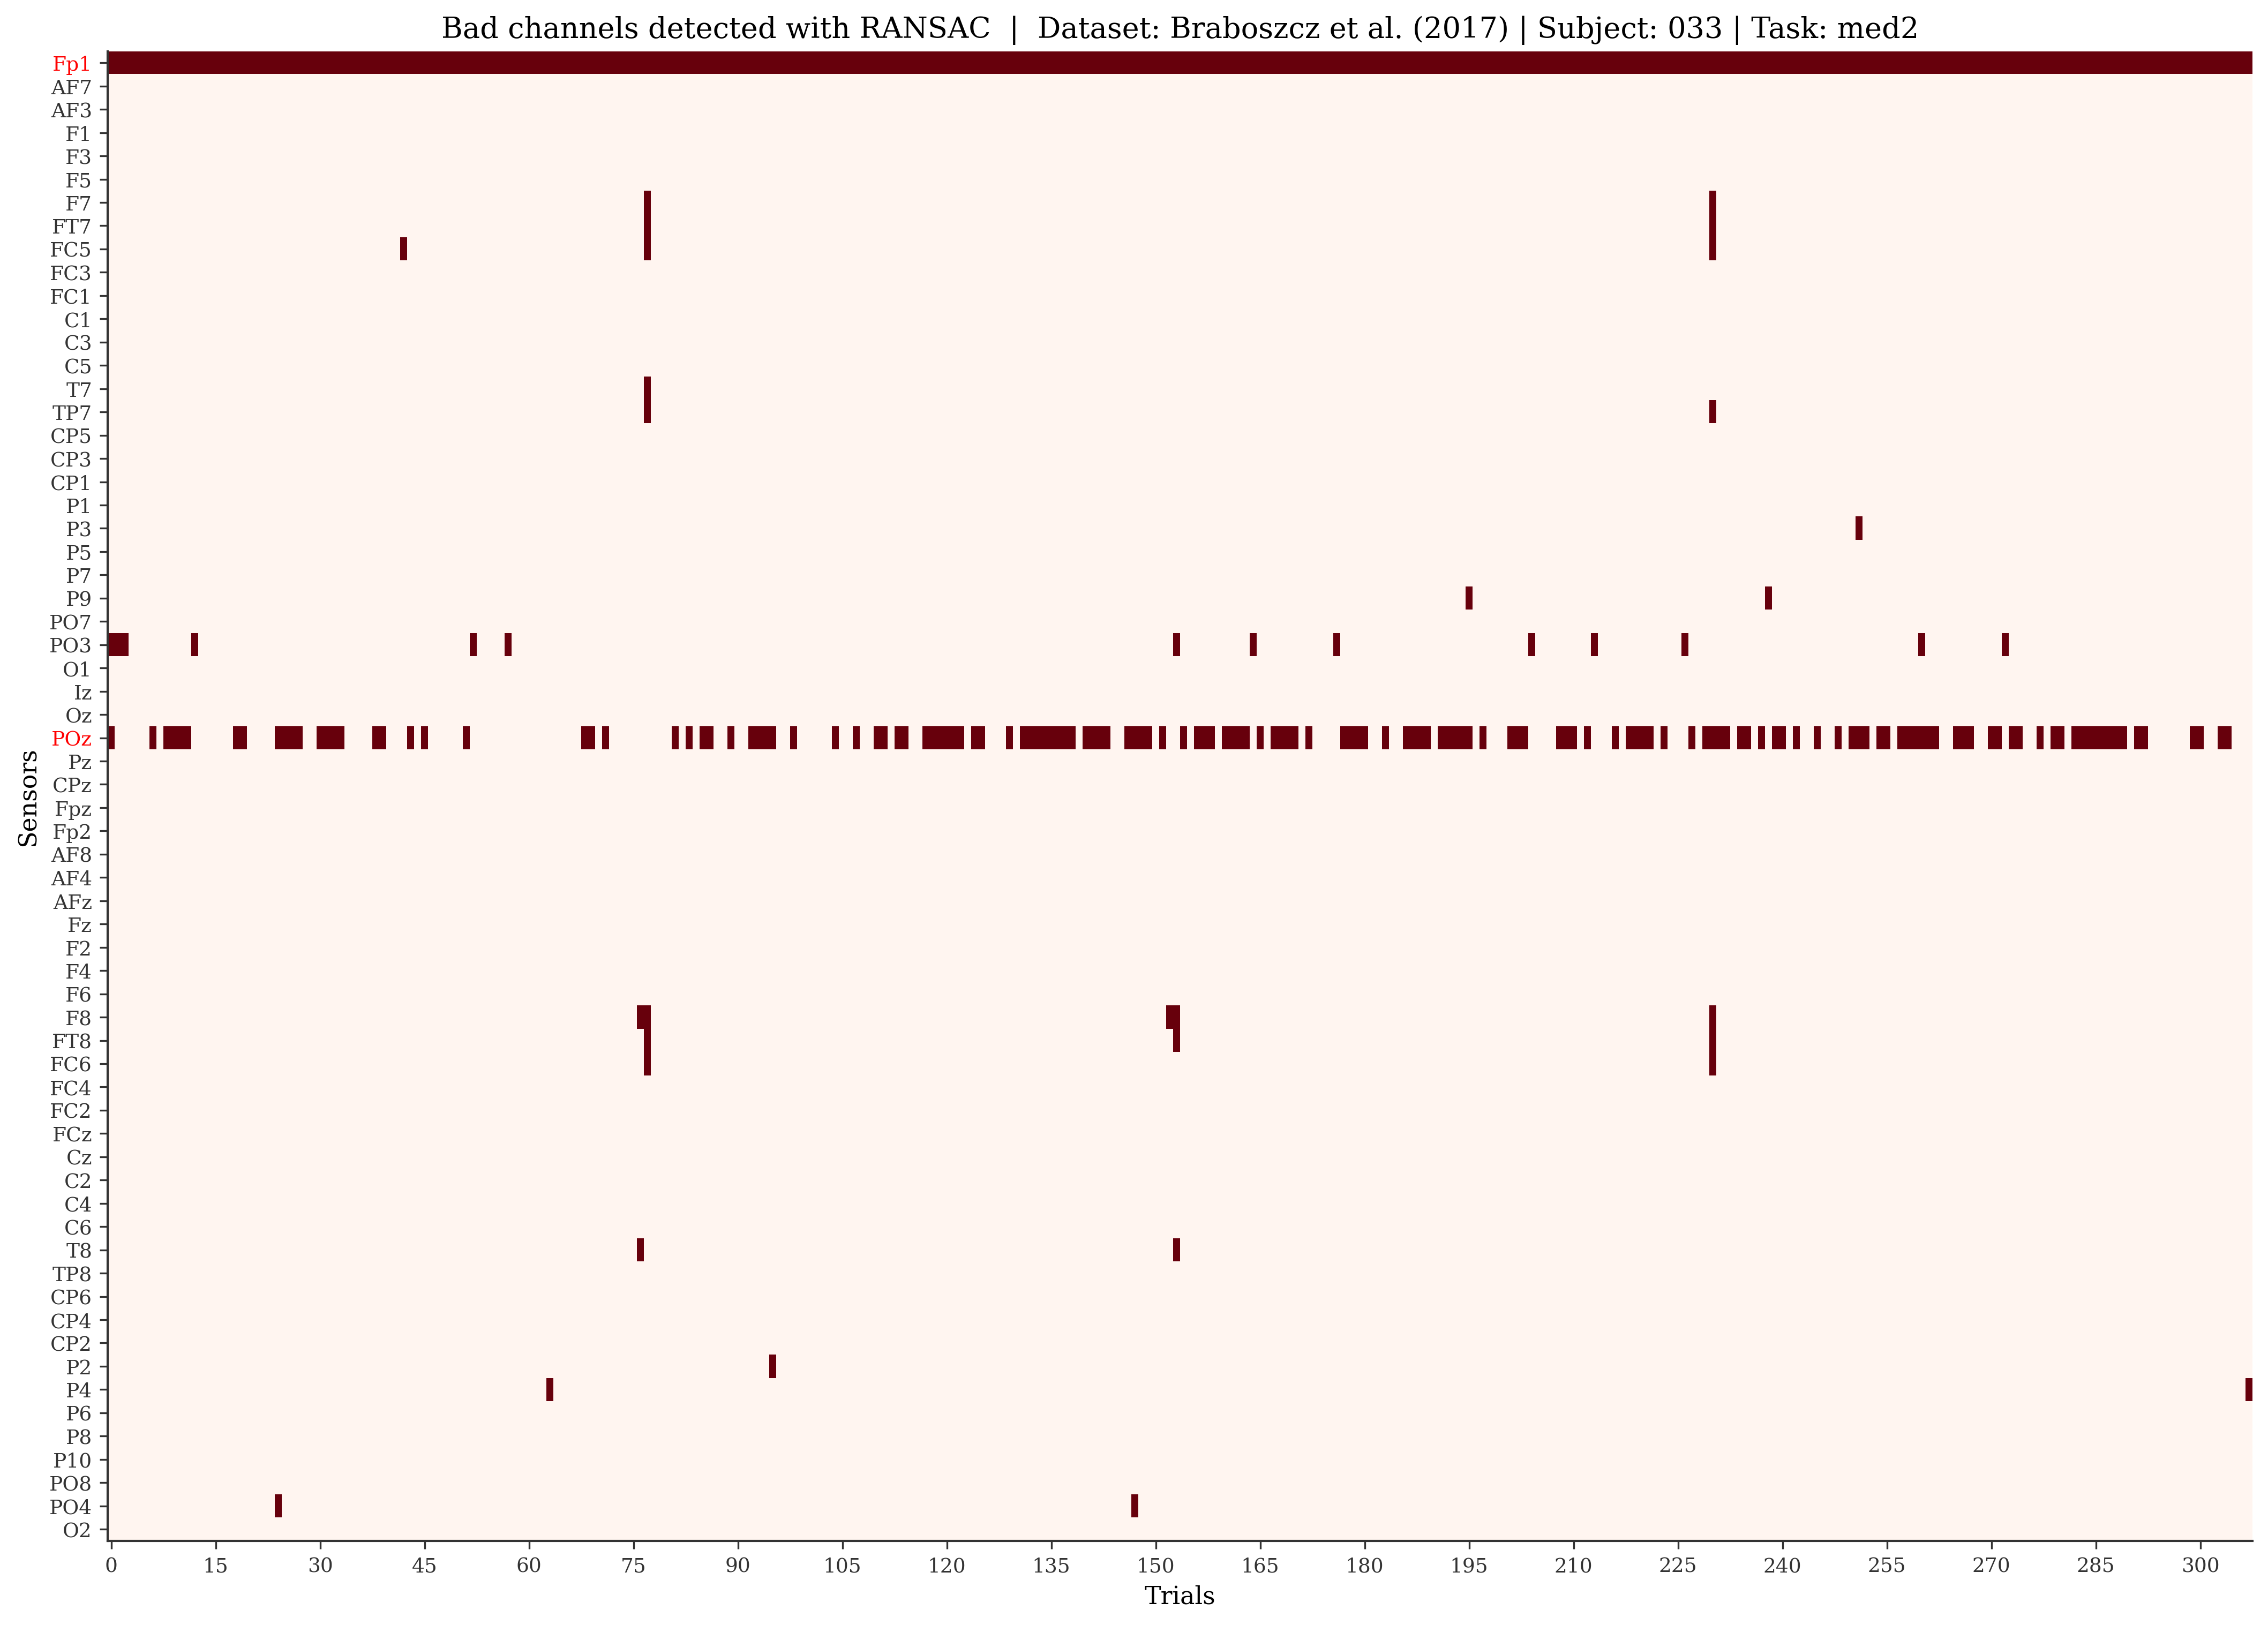 Bad channels detected with RANSAC | Dataset: Braboszcz et al. (2017) | Subject: 033 | Task: med2
Sensors
Fp1
AF7
AF3
F1
F3
F5
F7
FT7
FC5
FC3
FC1
C1
C3
C5
T7
TP7
CP5
CP3
CP1
P1
P3
P5
P7
P9
PO7
PO3
O1
Iz
Oz
POz
Pz
CPz
Fpz
Fp2
AF8
AF4
AFz
Fz
F2
F4
F6
F8
FT8
FC6
FC4
FC2
FCz
Cz
C2
C4
C6
T8
TP8
CP6
CP4
CP2
P2
P4
P6
P8
P10
PO8
PO4
O2
0 15 30 45 60 75 90 105 120 135 150 165 180 195 210 225 240 255 270 285 300
Trials